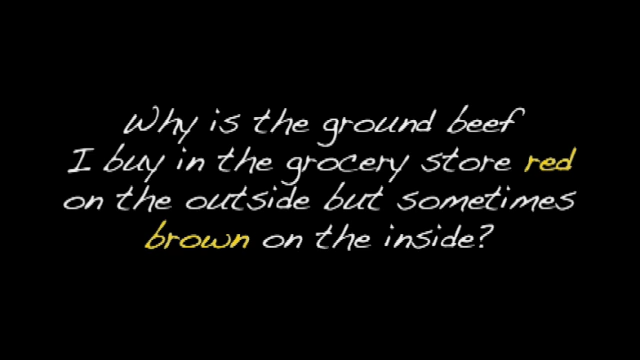 Why is the ground beef
I buy in the grocery store red
on the outside but sometimes
brown on the inside?